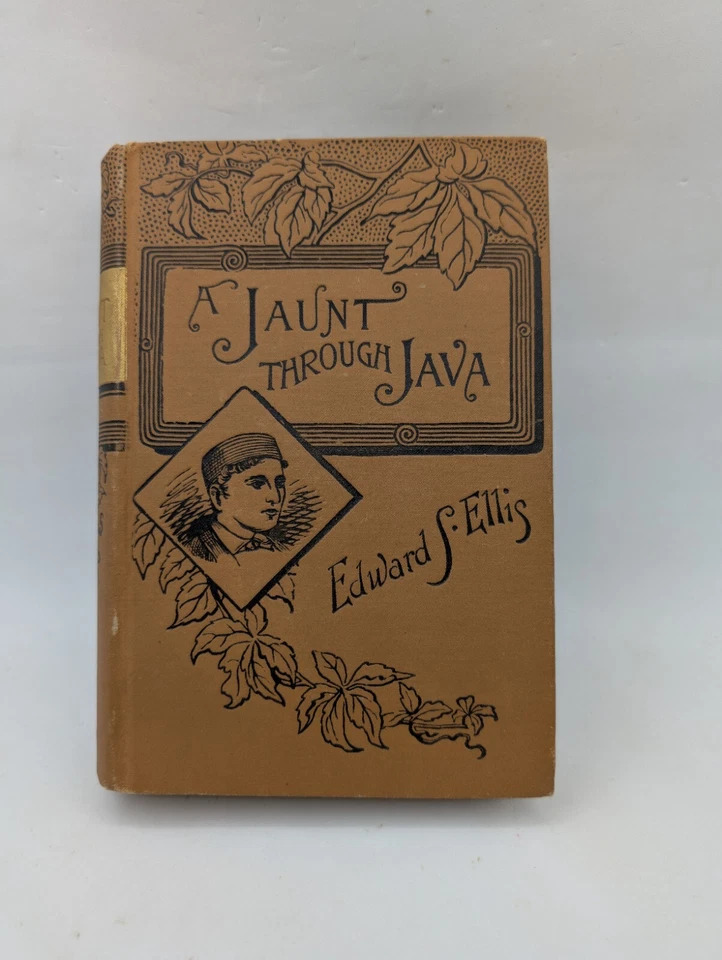 A JAUNT
THROUGH JAVA
Edward S. Ellis